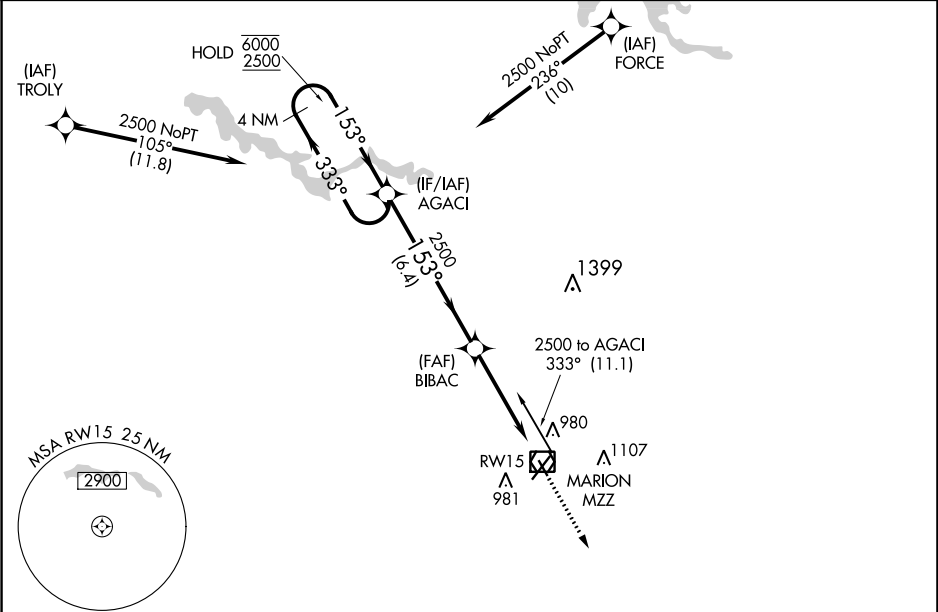 HOLD 6000
2500
(IAF)
TROLY
2500 NoPT
105°
(11.8)
4 NM
153°
333°
(IF/IAF)
AGACI
2500 NoPT
236°
(10)
(IAF)
FORCE
2500
153°
(6.4)
1399
(FAF)
BIBAC
2500 to AGACI
333° (11.1)
980
RW15
981
1107
MARION
MZZ
MSA RW15 25 NM
2900